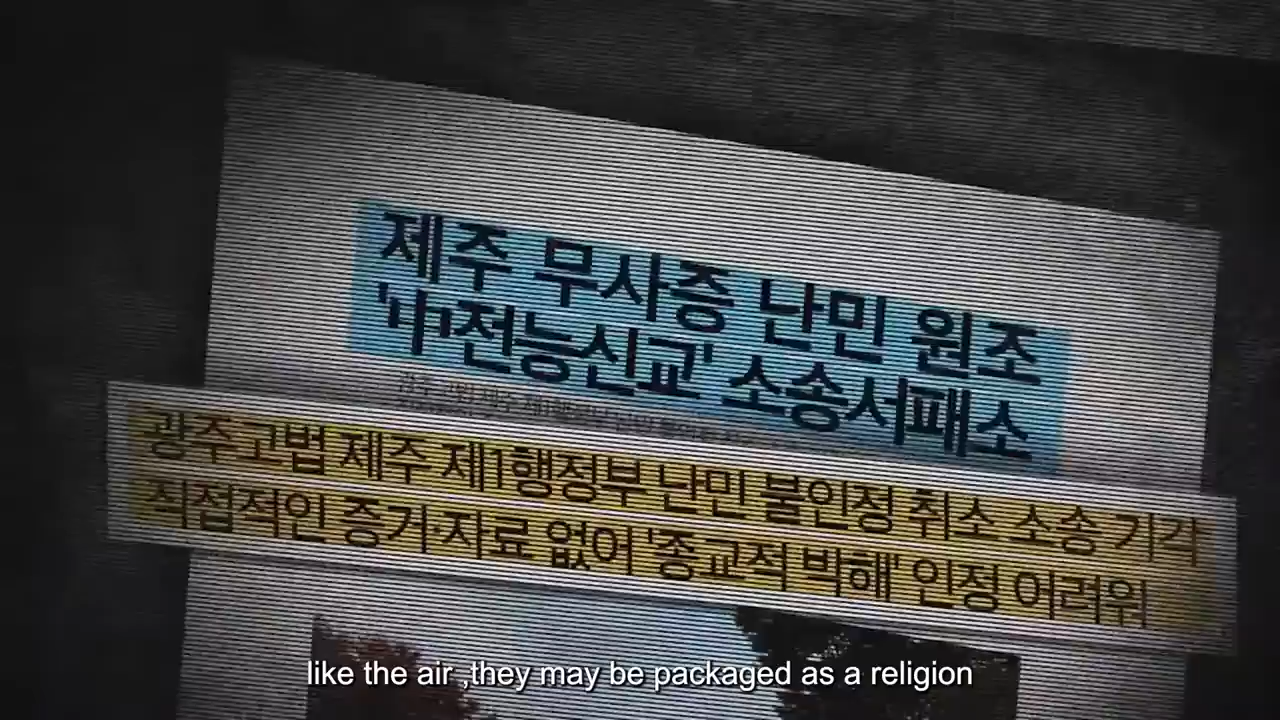 제주 무사증 난민 원조
'中전능신교' 소송서 패소
광주고법 제주 제1행정부 난민 불인정 취소 소송 기각
직접적인 증거·자료 없어 '종교적 박해' 인정 어려워
like the air ,they may be packaged as a religion